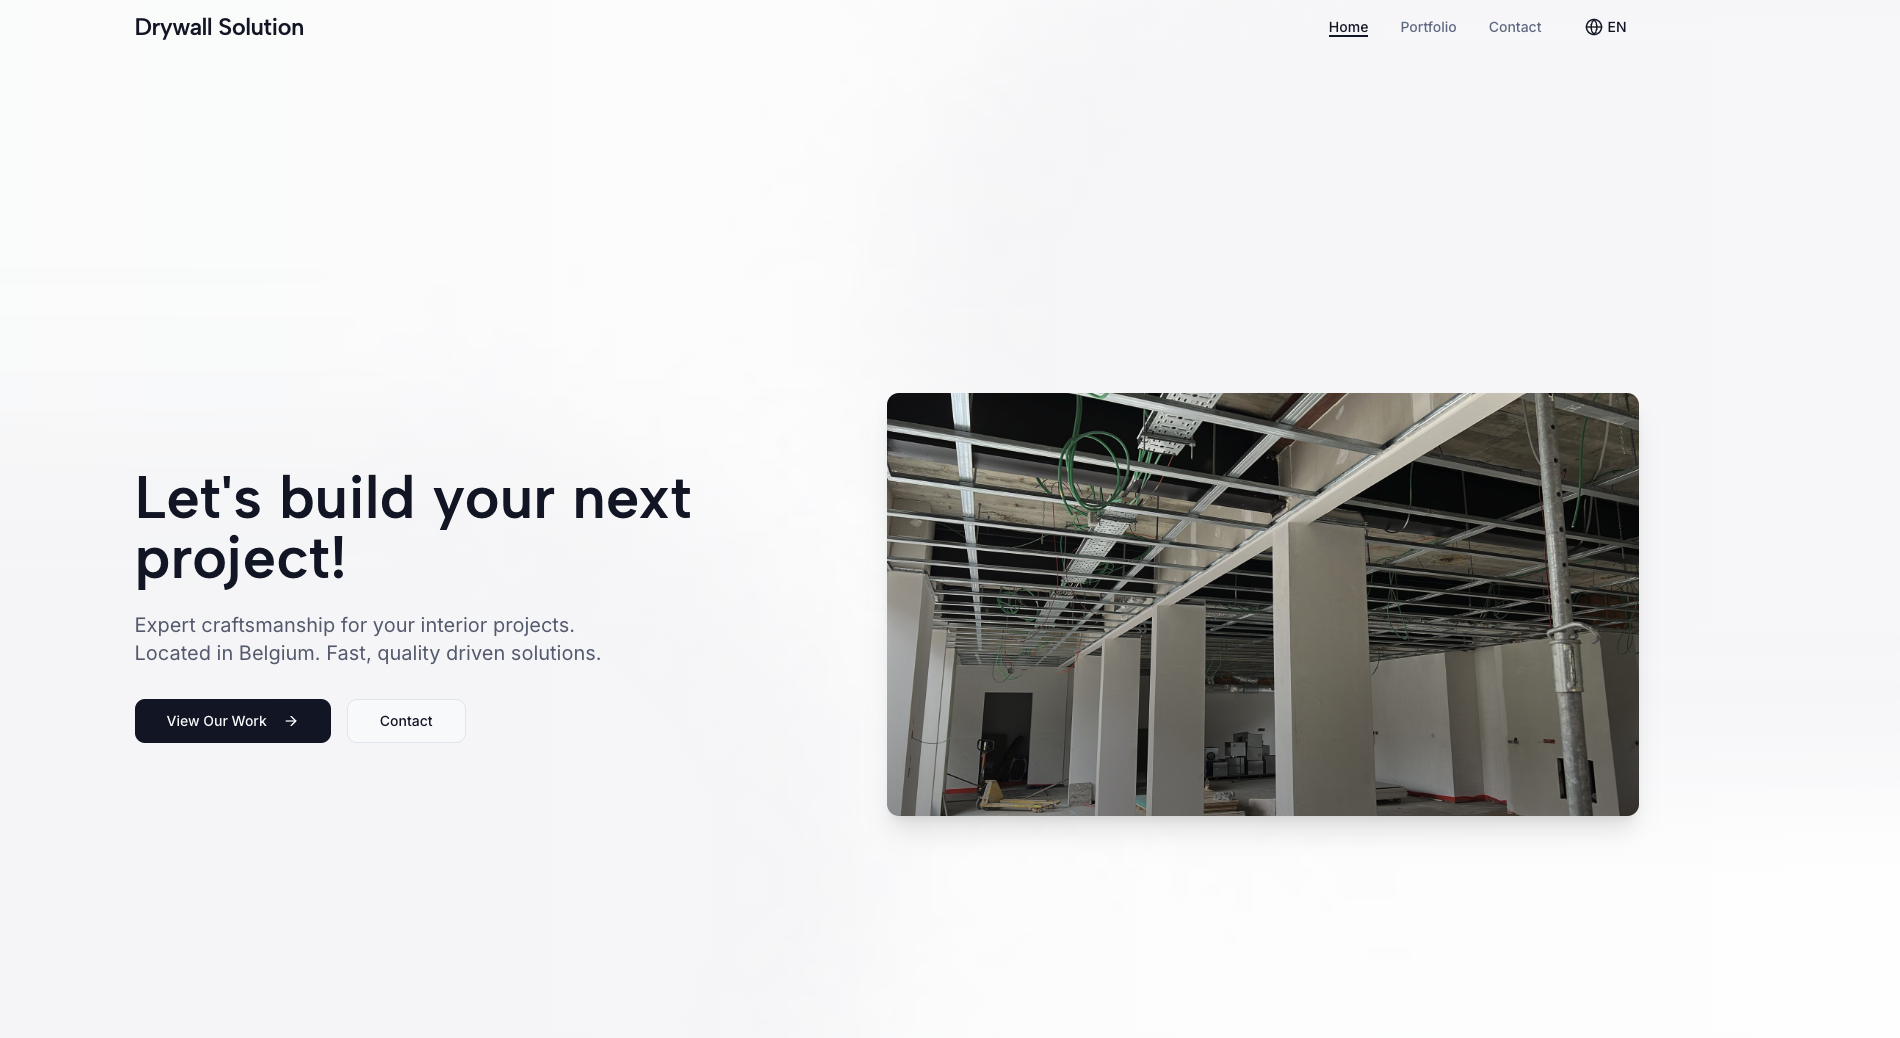 Drywall Solution
Home
Portfolio
Contact
EN
Let's build your next
project!
Expert craftsmanship for your interior projects.
Located in Belgium. Fast, quality driven solutions.
View Our Work
Contact